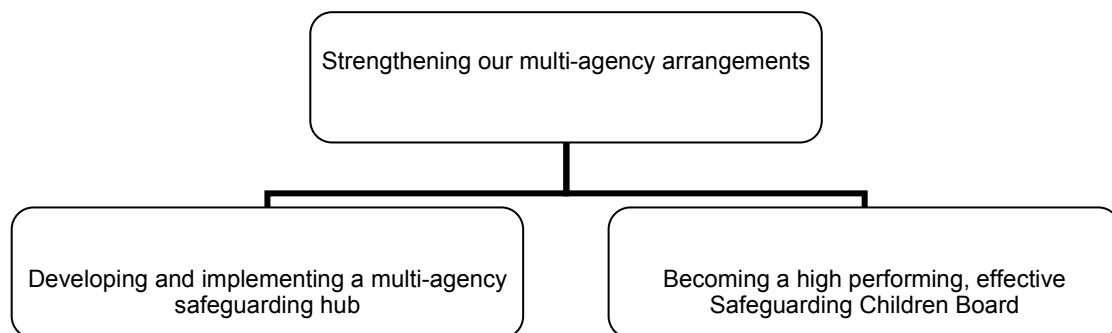 Strengthening our multi-agency arrangements
Developing and implementing a multi-agency
safeguarding hub
Becoming a high performing, effective
Safeguarding Children Board